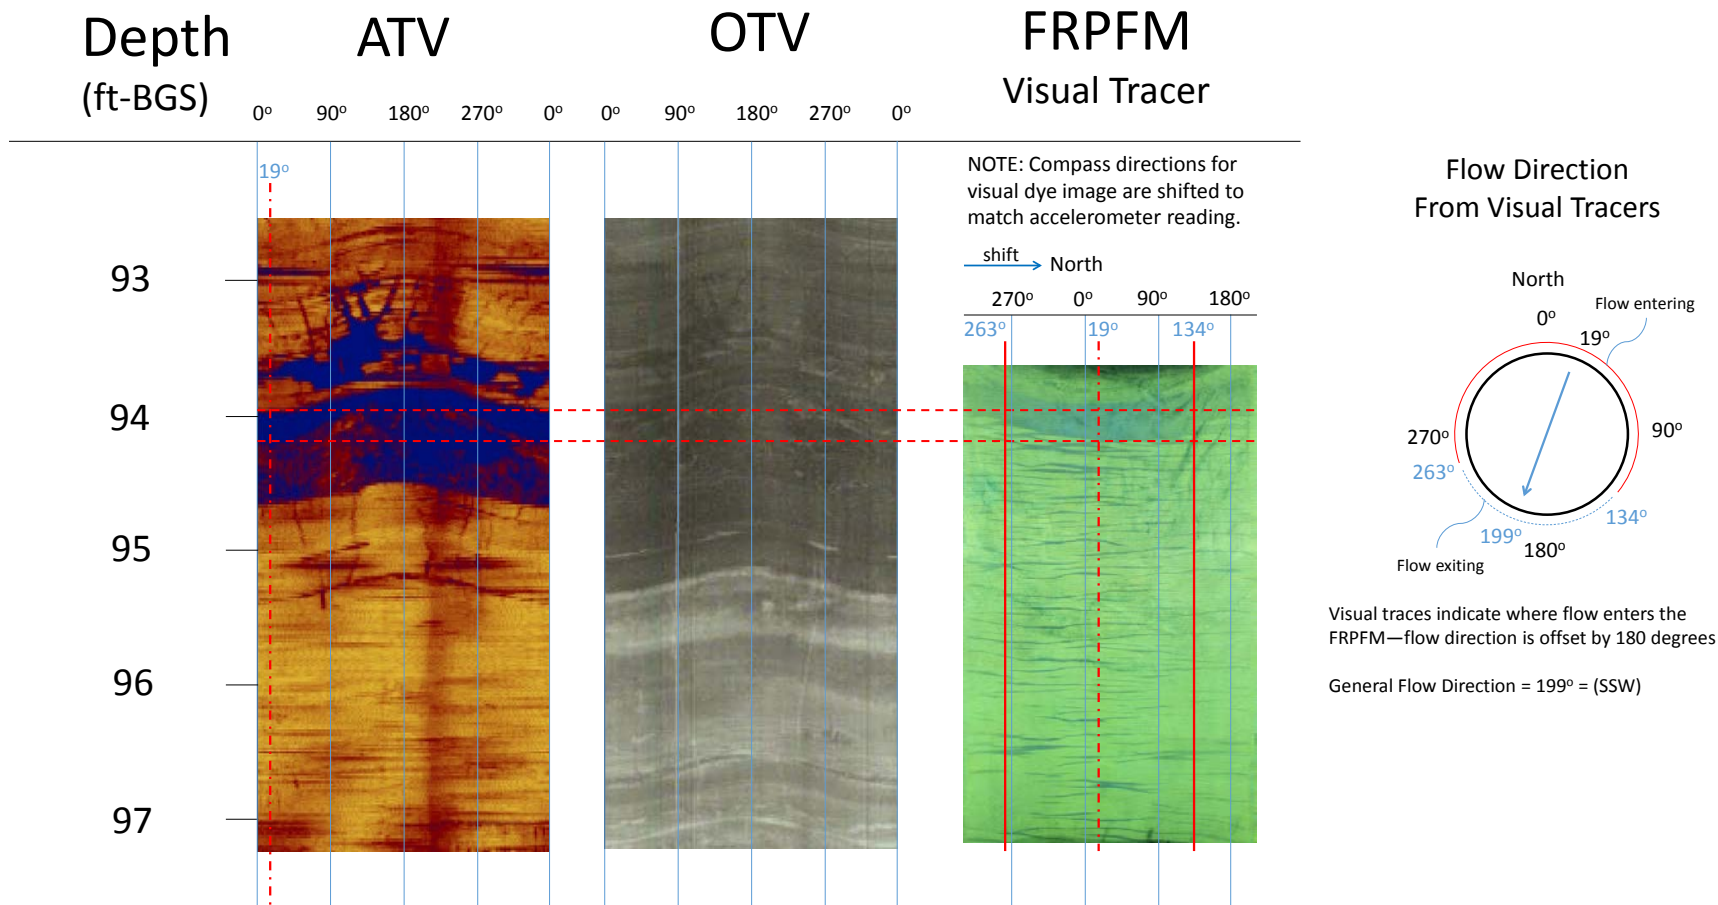 Depth
(ft-BGS)
ATV
OTV
FRPFM
Visual Tracer
0º 90º 180º 270º 0º
0º 90º 180º 270º 0º
19º
NOTE: Compass directions for
visual dye image are shifted to
match accelerometer reading.
shift
North
270º 0º 90º 180º
263º 19º 134º
93
94
95
96
97
Flow Direction
From Visual Tracers
North
0º
Flow entering
19º
270º
90º
263º
134º
199º
180º
Flow exiting
Visual traces indicate where flow enters the
FRPFM—flow direction is offset by 180 degrees
General Flow Direction = 199º = (SSW)